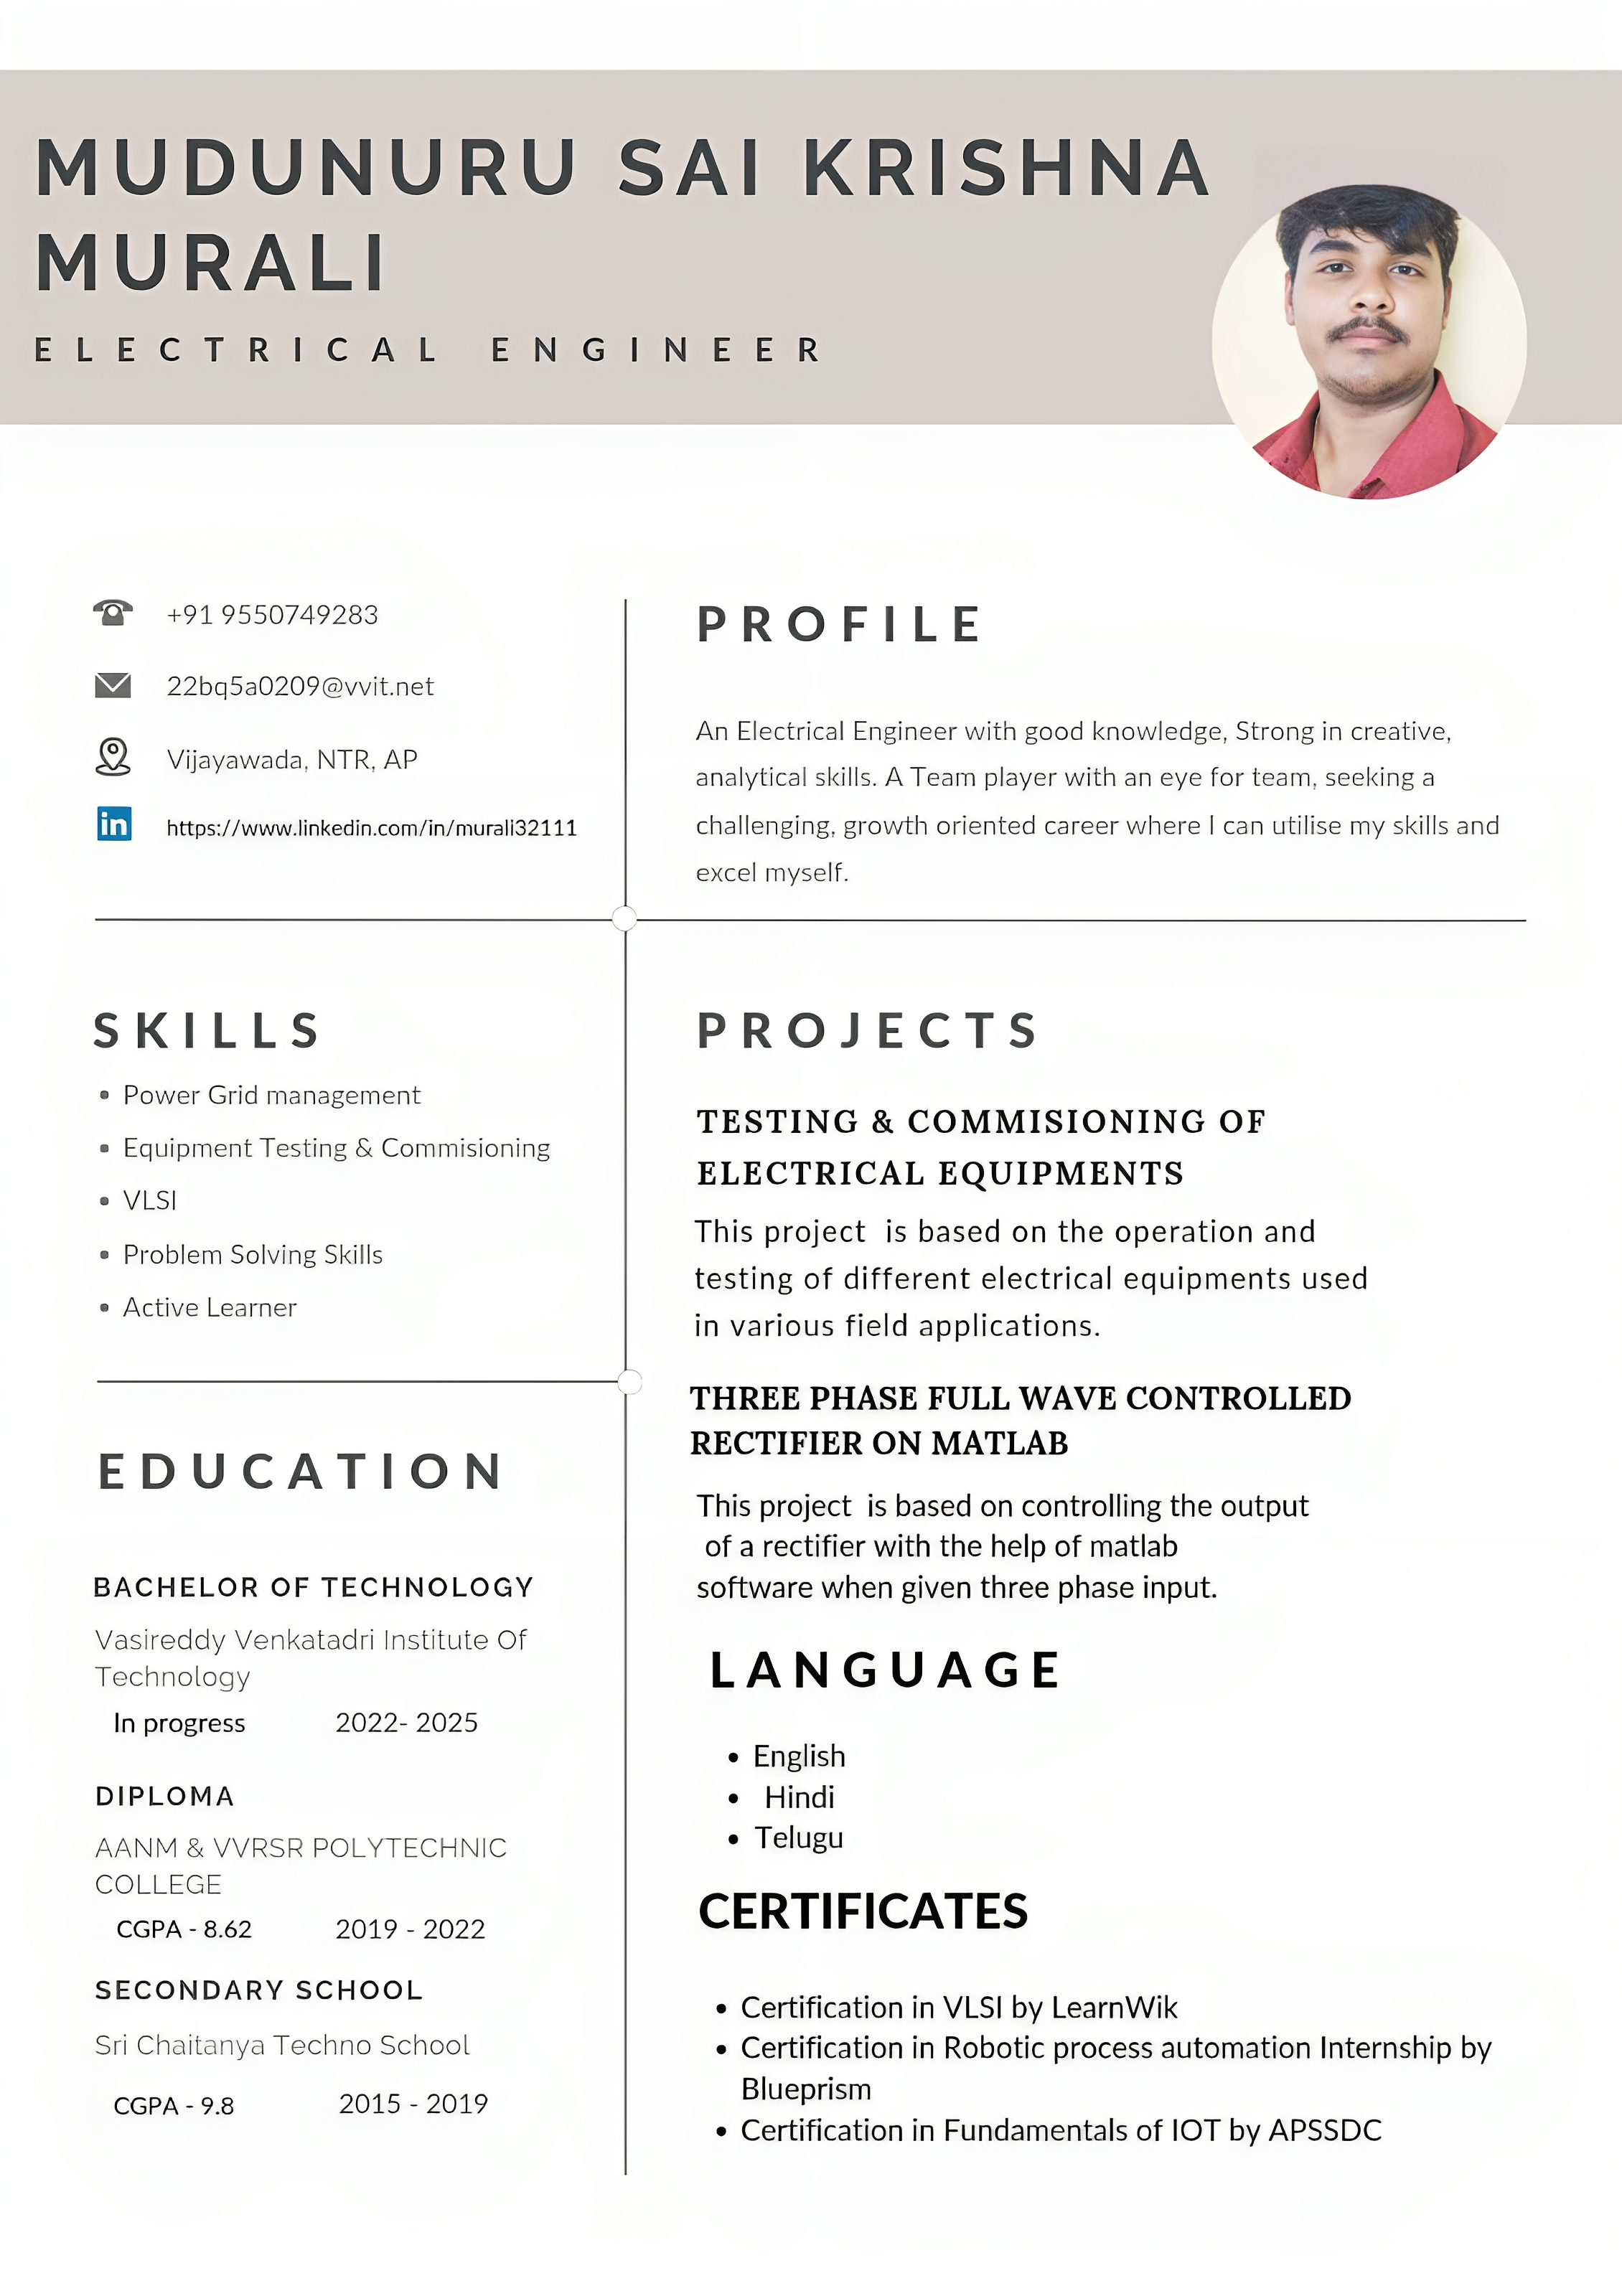 MUDUNURU SAI KRISHNA
MURALI
ELECTRICAL ENGINEER
+91 9550749283
22bq5a0209@vvit.net
Vijayawada, NTR, AP
in https://www.linkedin.com/in/murali32111
PROFILE
An Electrical Engineer with good knowledge, Strong in creative,
analytical skills. A Team player with an eye for team, seeking a
challenging, growth oriented career where I can utilise my skills and
excel myself.
SKILLS
• Power Grid management
• Equipment Testing & Commisioning
• VLSI
• Problem Solving Skills
• Active Learner
EDUCATION
BACHELOR OF TECHNOLOGY
Vasireddy Venkatadri Institute Of
Technology
In progress 2022- 2025
DIPLOMA
AANM & VVRSR POLYTECHNIC
COLLEGE
CGPA - 8.62 2019 - 2022
SECONDARY SCHOOL
Sri Chaitanya Techno School
CGPA - 9.8 2015 - 2019
PROJECTS
TESTING & COMMISIONING OF
ELECTRICAL EQUIPMENTS
This project is based on the operation and
testing of different electrical equipments used
in various field applications.
THREE PHASE FULL WAVE CONTROLLED
RECTIFIER ON MATLAB
This project is based on controlling the output
of a rectifier with the help of matlab
software when given three phase input.
LANGUAGE
• English
• Hindi
• Telugu
CERTIFICATES
• Certification in VLSI by LearnWik
• Certification in Robotic process automation Internship by
Blueprism
• Certification in Fundamentals of IOT by APSSDC